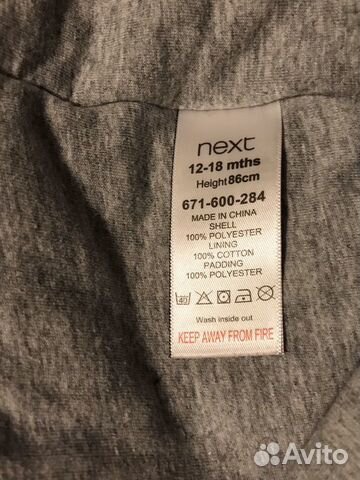 next
12-18 mths
Height 86cm
671-600-284
MADE IN CHINA
SHELL
100% POLYESTER
LINING
100% COTTON
PADDING
100% POLYESTER
40
Wash inside out
KEEP AWAY FROM FIRE
Avito